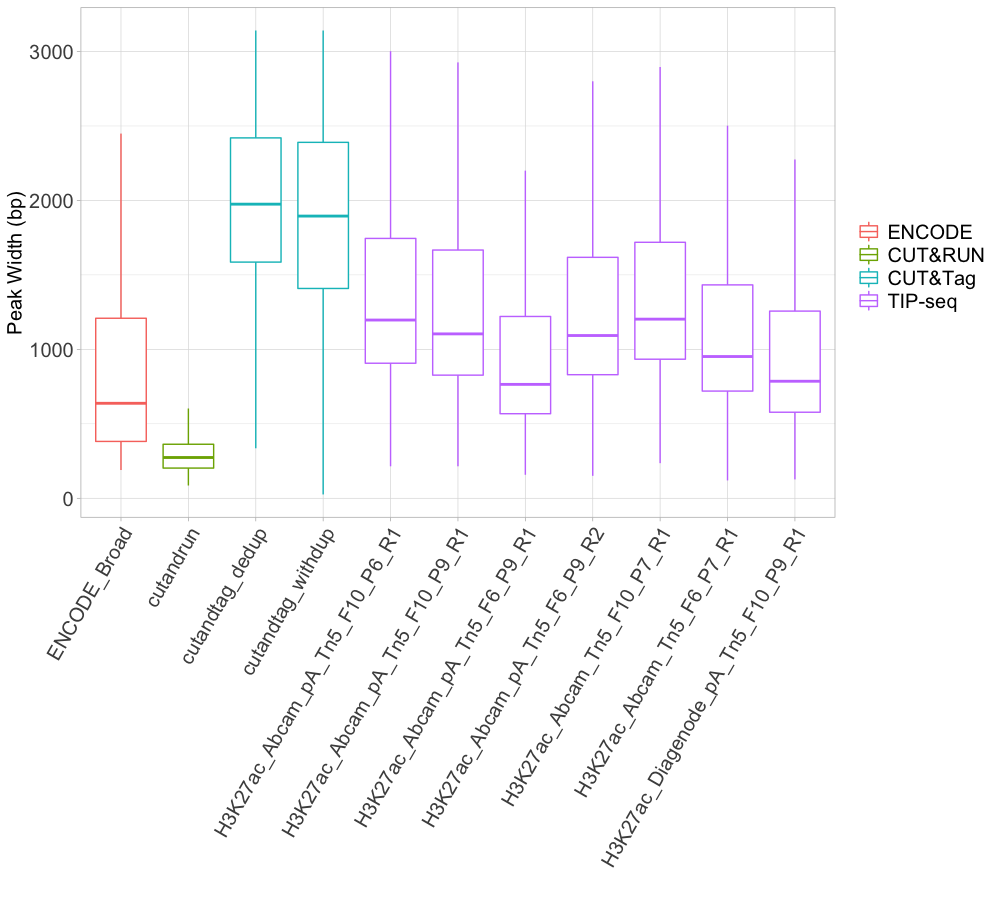 Peak Width (bp)
3000
2000
1000
0
ENCODE_Broad
cutandrun
cutandtag_dedup
cutandtag_withdup
H3K27ac_Abcam_pA_Tn5_F10_P6_R1
H3K27ac_Abcam_pA_Tn5_F10_P9_R1
H3K27ac_Abcam_pA_Tn5_F6_P9_R1
H3K27ac_Abcam_pA_Tn5_F6_P9_R2
H3K27ac_Abcam_Tn5_F10_P7_R1
H3K27ac_Abcam_Tn5_F6_P7_R1
H3K27ac_Diagenode_pA_Tn5_F10_P9_R1
ENCODE
CUT&RUN
CUT&Tag
TIP-seq